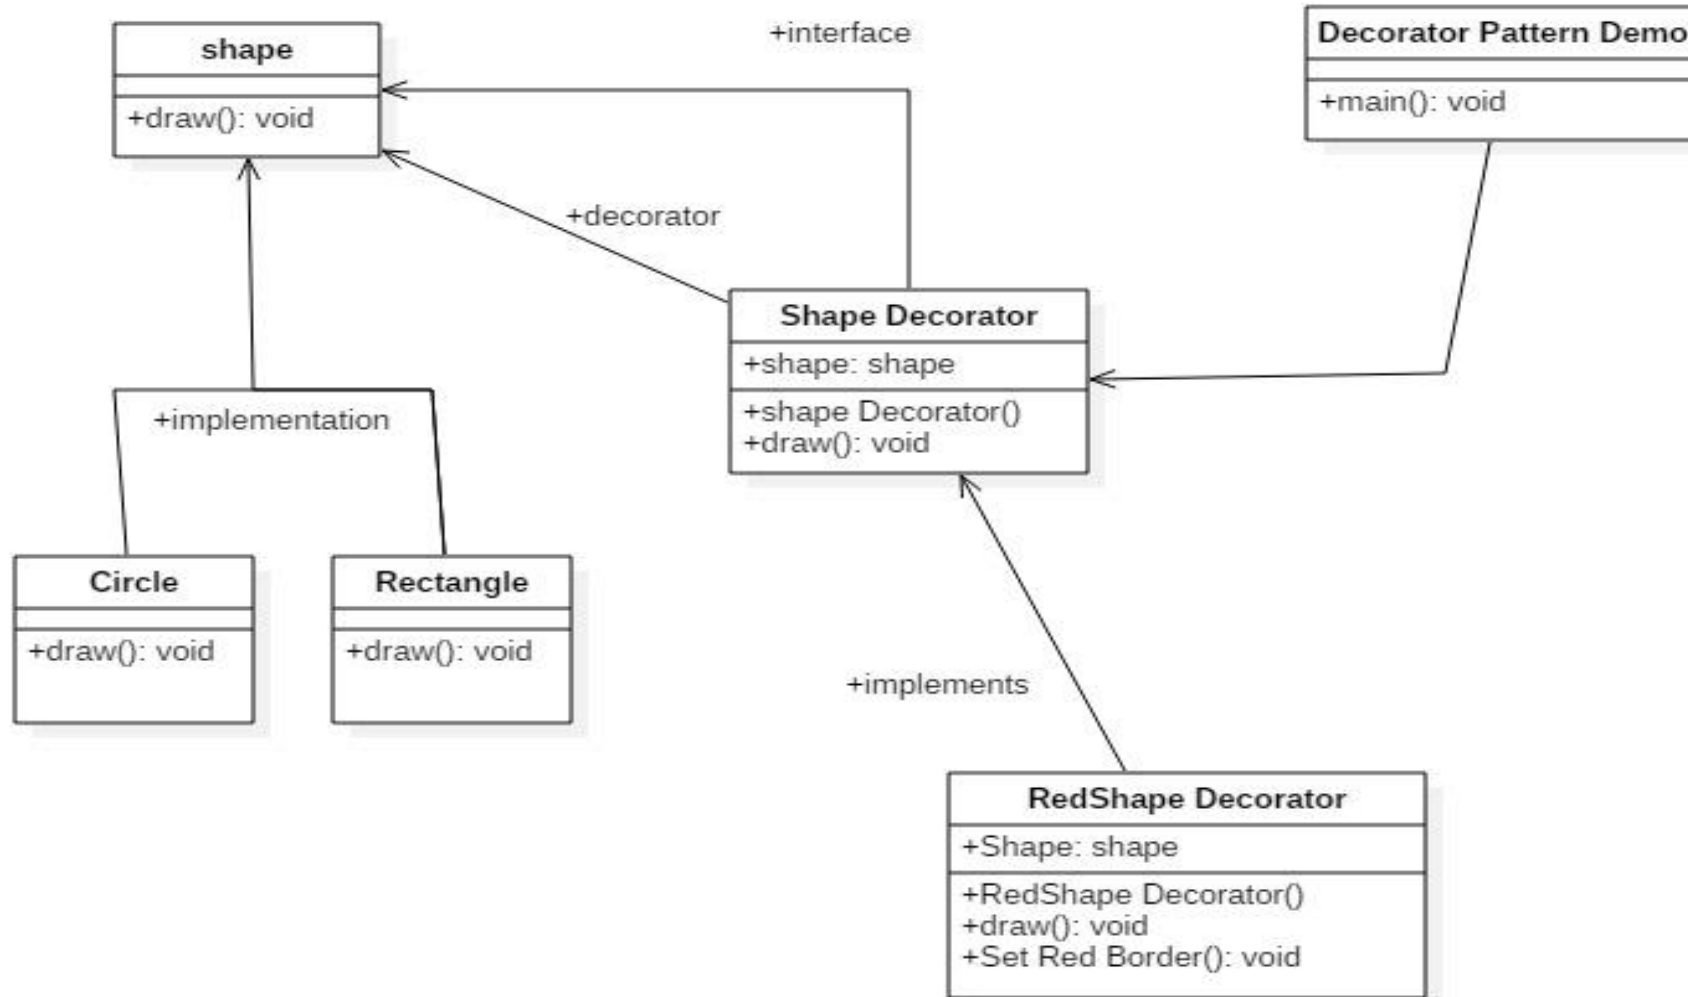 shape
+draw(): void
+interface
Decorator Pattern Demo
+main(): void
+decorator
Shape Decorator
+shape: shape
+shape Decorator()
+draw(): void
+implementation
Circle
+draw(): void
Rectangle
+draw(): void
+implements
RedShape Decorator
+Shape: shape
+RedShape Decorator()
+draw(): void
+Set Red Border(): void